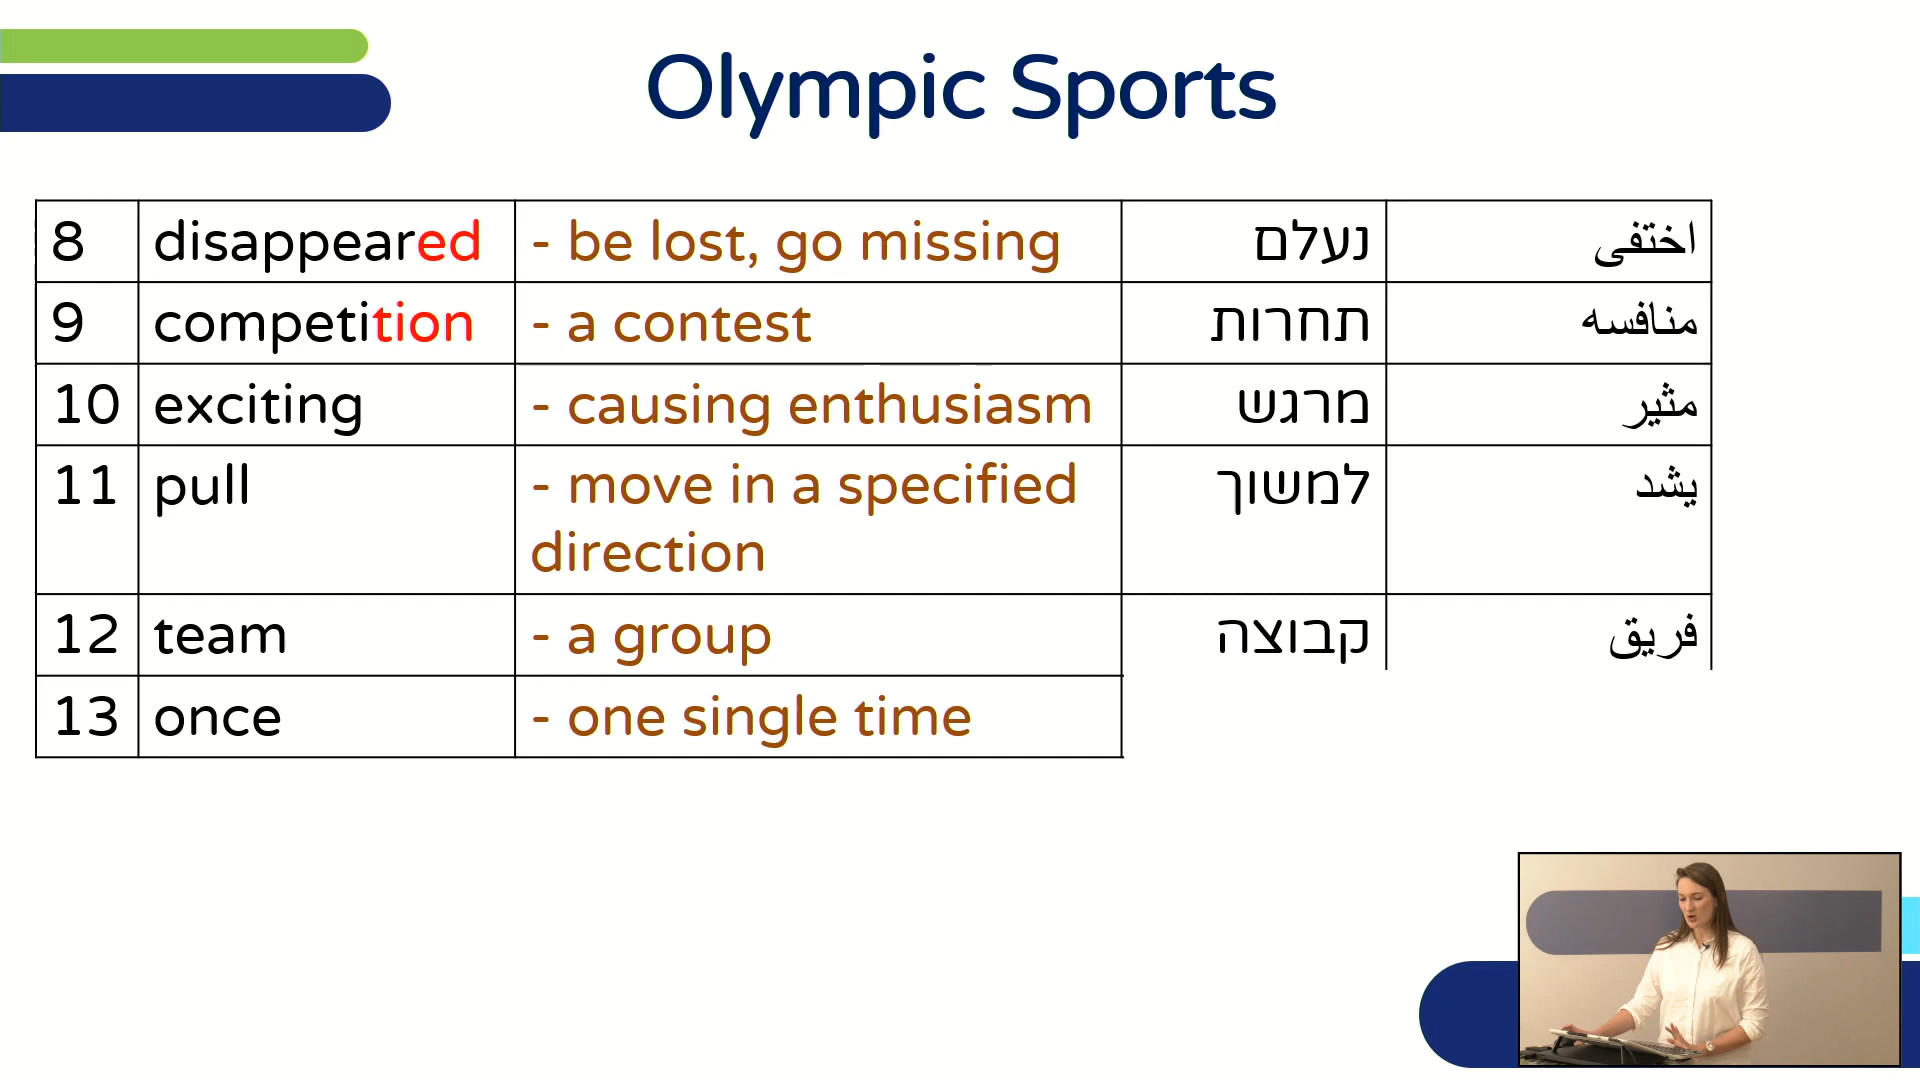 Olympic Sports
8 disappeared - be lost, go missing נעלם اختفى
9 competition - a contest תחרות منافسه
10 exciting - causing enthusiasm מרגש مثير
11 pull - move in a specified למשוך يشد
direction
12 team - a group קבוצה فريق
13 once - one single time